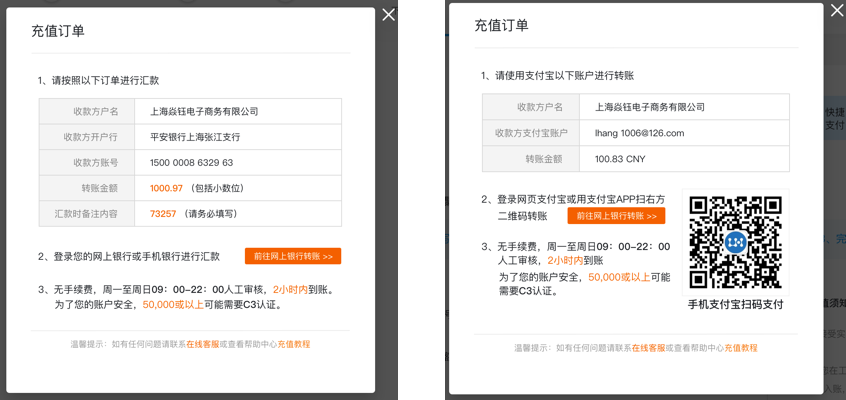 充值订单
1、请按照以下订单进行汇款
收款方户名 上海焱钰电子商务有限公司
收款方开户行 平安银行上海张江支行
收款方账号 1500 0008 6329 63
转账金额 1000.97 （包括小数位）
汇款时备注内容 73257 （请务必填写）
2、登录您的网上银行或手机银行进行汇款 前往网上银行转账 >>
3、无手续费，周一至周日09：00-22：00人工审核，2小时内到账。
为了您的账户安全，50,000或以上可能需要C3认证。
温馨提示：如有任何问题请联系在线客服或查看帮助中心充值教程
充值订单
1、请使用支付宝以下账户进行转账
收款方户名 上海焱钰电子商务有限公司
收款方支付宝账户 lhang 1006@126.com
转账金额 100.83 CNY
2、登录网页支付宝或用支付宝APP扫右方
二维码转账 前往网上银行转账 >>
3、无手续费，周一至周日09：00-22：00
人工审核，2小时内到账
为了您的账户安全，50,000或以上可能
需要C3认证。
手机支付宝扫码支付
温馨提示：如有任何问题请联系在线客服或查看帮助中心充值教程
快捷
支付